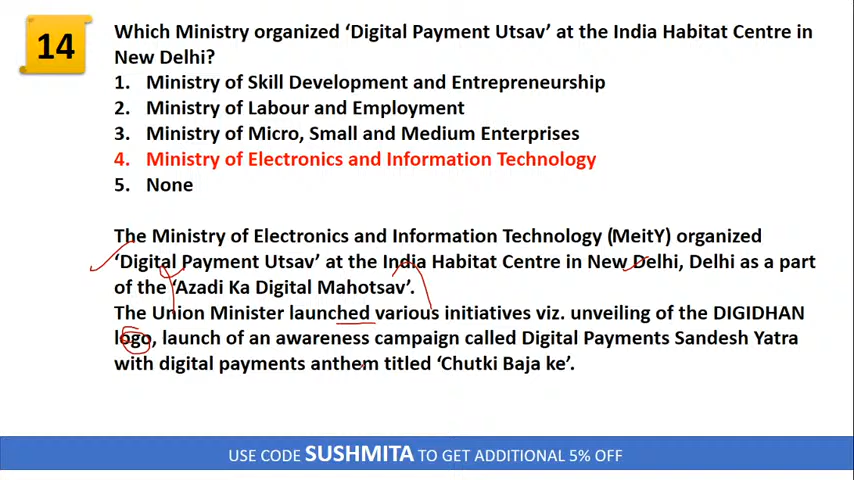 14
Which Ministry organized ‘Digital Payment Utsav’ at the India Habitat Centre in
New Delhi?
1. Ministry of Skill Development and Entrepreneurship
2. Ministry of Labour and Employment
3. Ministry of Micro, Small and Medium Enterprises
4. Ministry of Electronics and Information Technology
5. None
The Ministry of Electronics and Information Technology (MeitY) organized
‘Digital Payment Utsav’ at the India Habitat Centre in New Delhi, Delhi as a part
of the ‘Azadi Ka Digital Mahotsav’.
The Union Minister launched various initiatives viz. unveiling of the DIGIDHAN
logo, launch of an awareness campaign called Digital Payments Sandesh Yatra
with digital payments anthem titled ‘Chutki Baja ke’.
USE CODE SUSHMITA TO GET ADDITIONAL 5% OFF